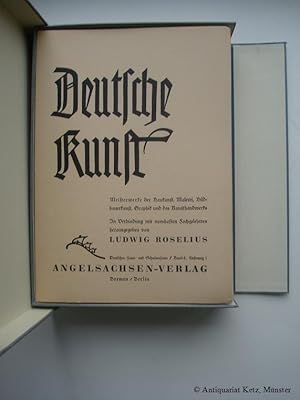 Deutsche
Kunst
Meisterwerke der Baukunst, Malerei, Bild-
hauerkunst, Graphik und des Kunsthandwerks
In Verbindung mit namhaften Fachgelehrten
herausgegeben von
LUDWIG ROSELIUS
ANGELSACHSEN-VERLAG
Bremen / Berlin
© Antiquariat Ketz, Münster